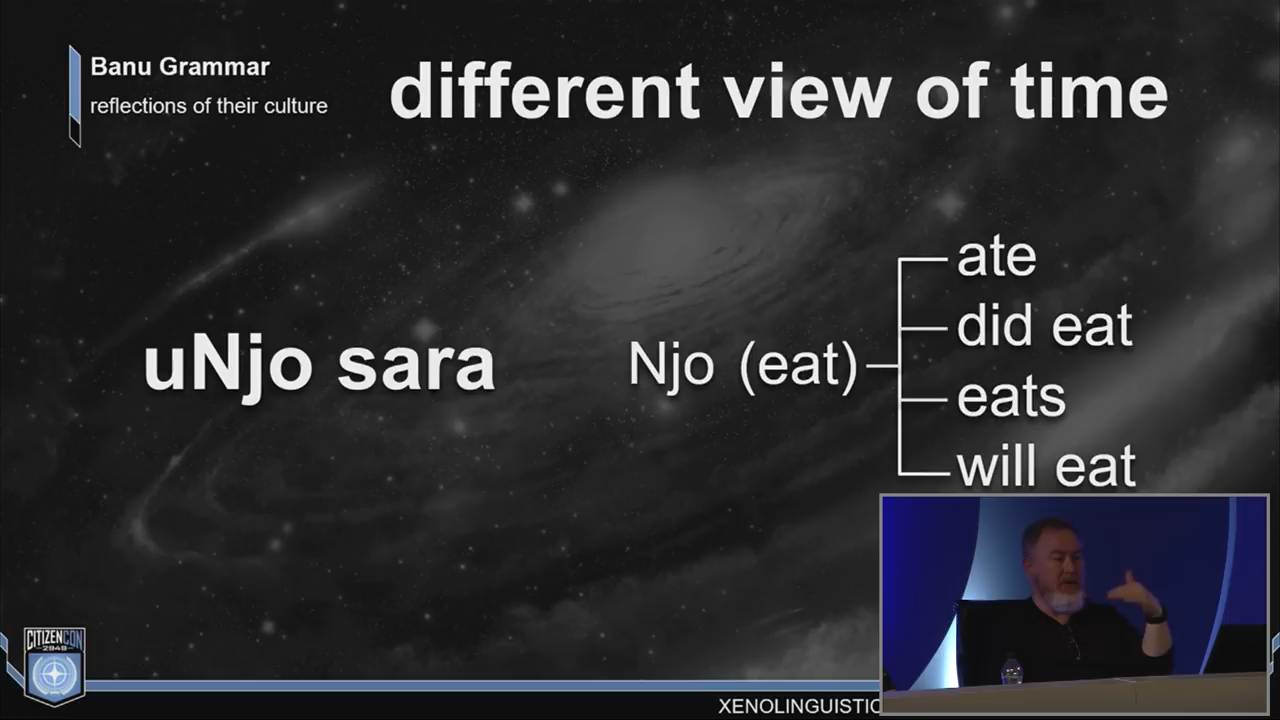 Banu Grammar
reflections of their culture
different view of time
uNjo sara
Njo (eat)
ate
did eat
eats
will eat
CITIZENCON
XENOLINGUISTIC